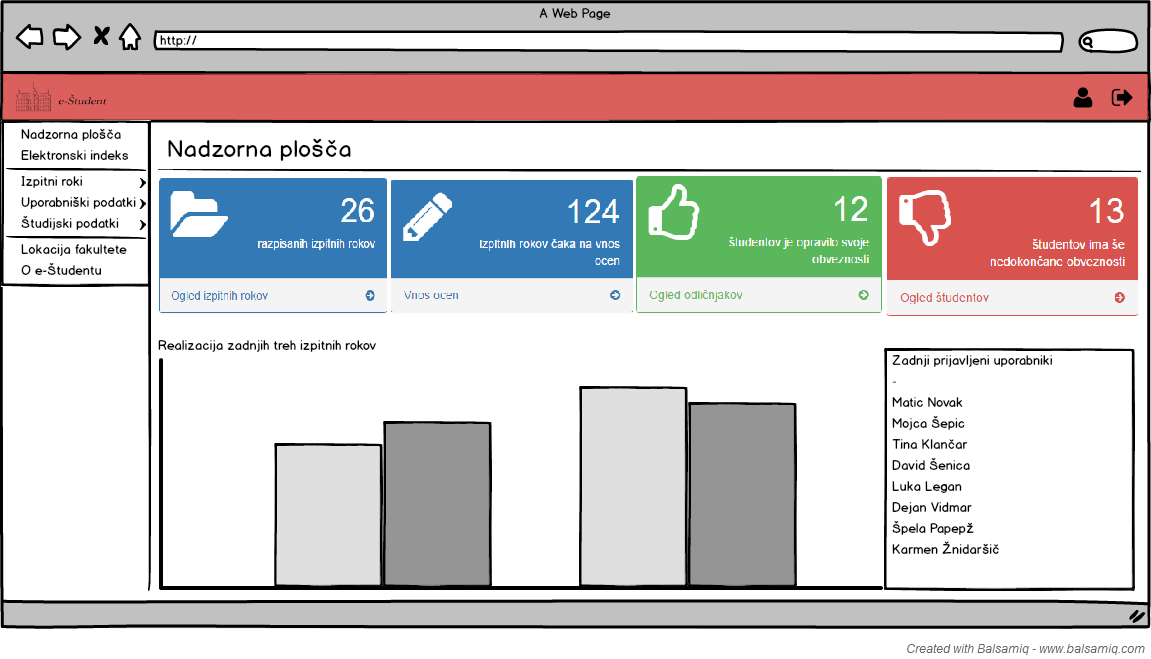 A Web Page
http://
e-Študent
Nadzorna plošča
Elektronski indeks
Izpitni roki
Uporabniški podatki
Študijski podatki
Lokacija fakultete
O e-Študentu
Nadzorna plošča
26
razpisanih izpitnih rokov
Ogled izpitnih rokov
124
Izpitnih rokov čaka na vnos
ocen
Vnos ocen
12
študentov je opravilo svoje
obveznosti
Ogled odličnjakov
13
študentov ima še
nedokončane obveznosti
Ogled študentov
Realizacija zadnjih treh izpitnih rokov
Zadnji prijavljeni uporabniki
-
Matic Novak
Mojca Šepic
Tina Klančar
David Šenica
Luka Legan
Dejan Vidmar
Špela Papepž
Karmen Žnidaršič
Created with Balsamiq - www.balsamiq.com